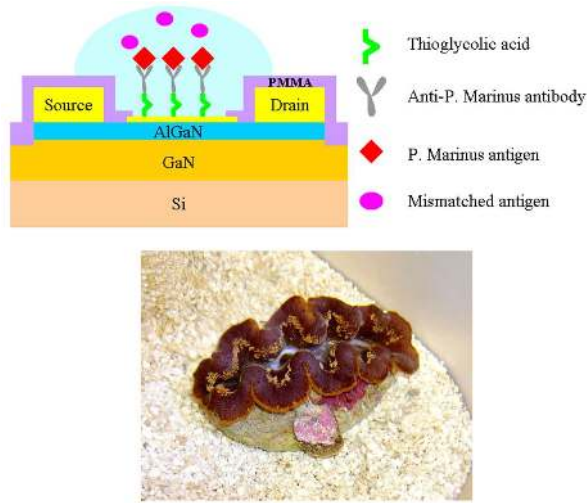 Thioglycolic acid
PMMA
Source
Drain
Anti-P. Marinus antibody
AlGaN
GaN
P. Marinus antigen
Si
Mismatched antigen